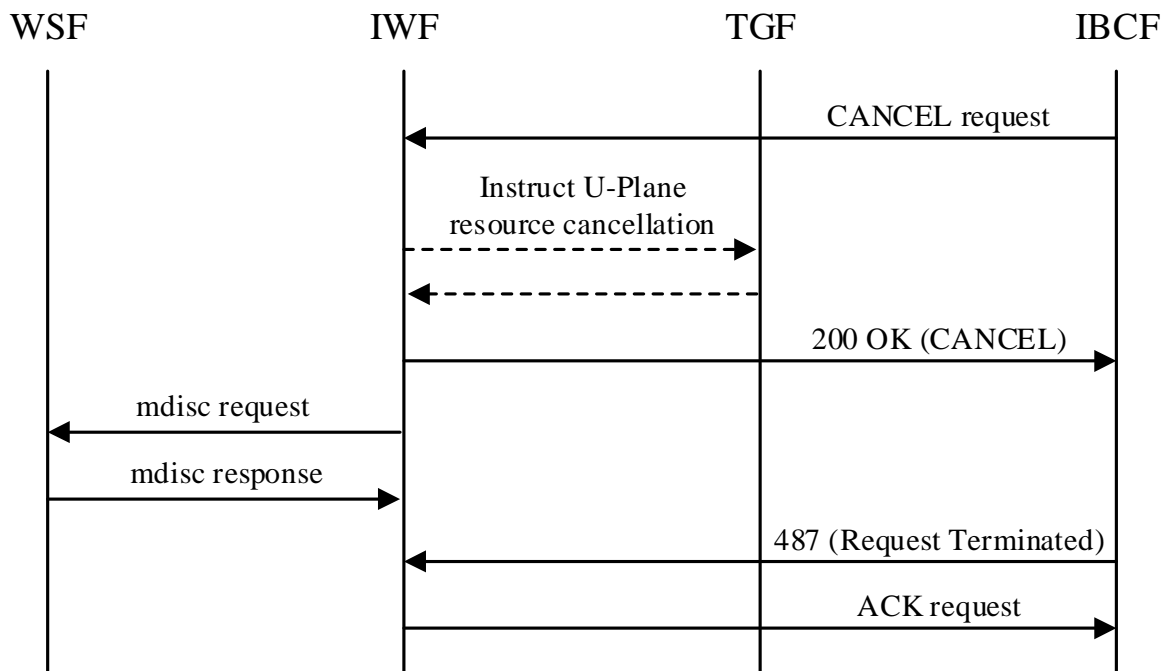 WSF IWF TGF IBCF
CANCEL request
Instruct U-Plane
resource cancellation
200 OK (CANCEL)
mdisc request
mdisc response
487 (Request Terminated)
ACK request